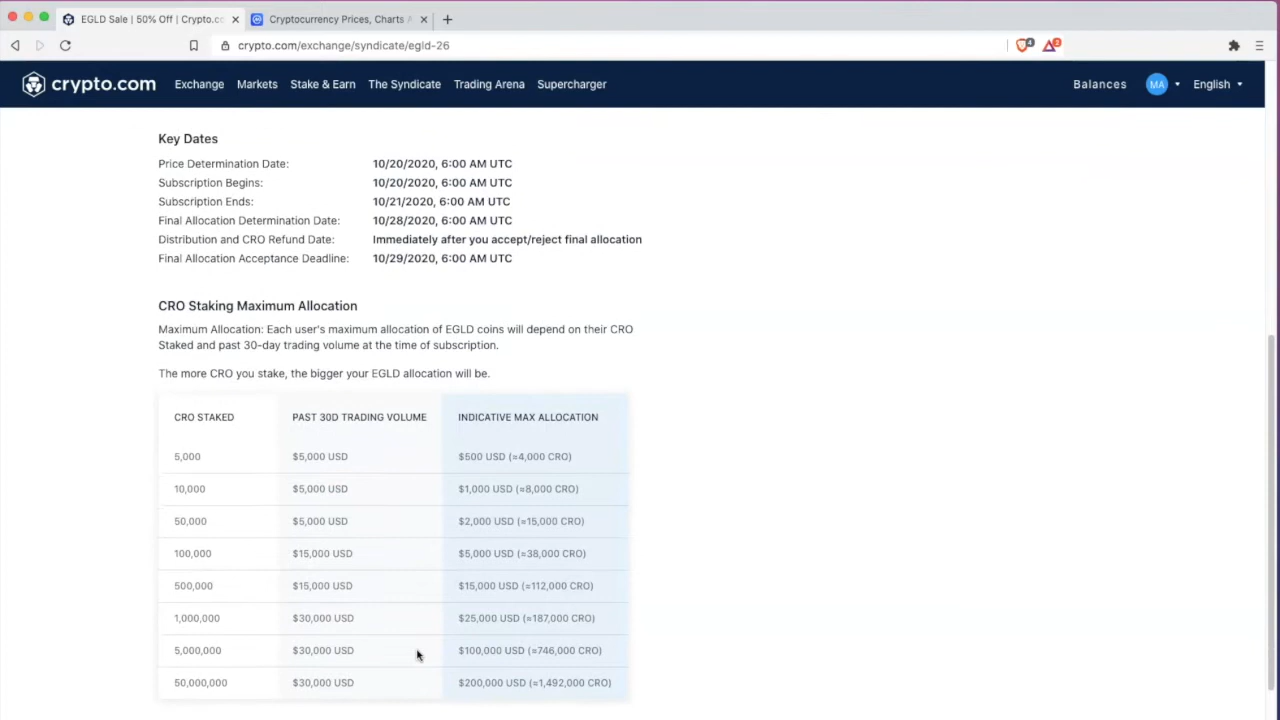 EGLD Sale | 50% Off | Crypto.co
Cryptocurrency Prices, Charts A
crypto.com/exchange/syndicate/egld-26
4
3
crypto.com Exchange Markets Stake & Earn The Syndicate Trading Arena Supercharger Balances MA English
Key Dates
Price Determination Date: 10/20/2020, 6:00 AM UTC
Subscription Begins: 10/20/2020, 6:00 AM UTC
Subscription Ends: 10/21/2020, 6:00 AM UTC
Final Allocation Determination Date: 10/28/2020, 6:00 AM UTC
Distribution and CRO Refund Date: Immediately after you accept/reject final allocation
Final Allocation Acceptance Deadline: 10/29/2020, 6:00 AM UTC
CRO Staking Maximum Allocation
Maximum Allocation: Each user's maximum allocation of EGLD coins will depend on their CRO
Staked and past 30-day trading volume at the time of subscription.
The more CRO you stake, the bigger your EGLD allocation will be.
CRO STAKED PAST 30D TRADING VOLUME INDICATIVE MAX ALLOCATION
5,000 $5,000 USD $500 USD (≈4,000 CRO)
10,000 $5,000 USD $1,000 USD (≈8,000 CRO)
50,000 $5,000 USD $2,000 USD (≈15,000 CRO)
100,000 $15,000 USD $5,000 USD (≈38,000 CRO)
500,000 $15,000 USD $15,000 USD (≈112,000 CRO)
1,000,000 $30,000 USD $25,000 USD (≈187,000 CRO)
5,000,000 $30,000 USD $100,000 USD (≈746,000 CRO)
50,000,000 $30,000 USD $200,000 USD (≈1,492,000 CRO)